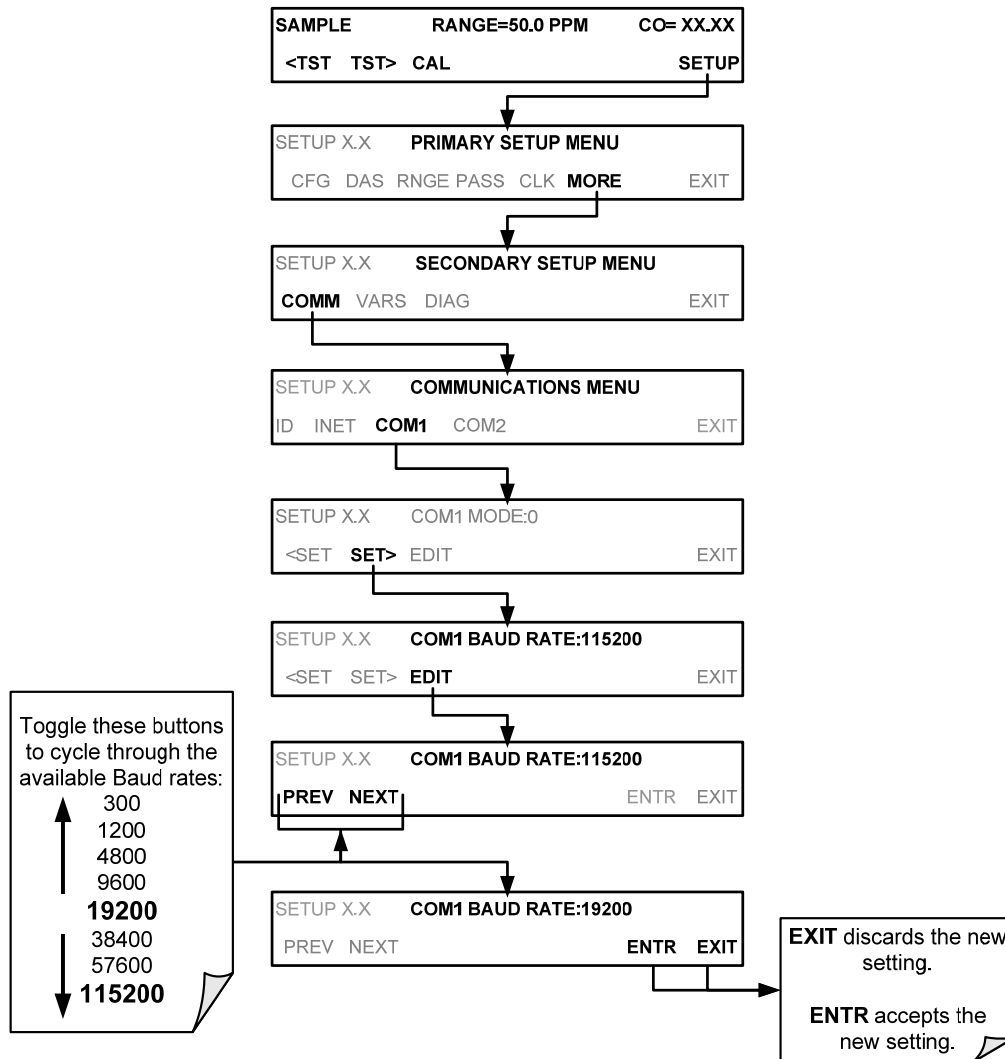 SAMPLE RANGE=50.0 PPM CO= XX.XX
<TST TST> CAL SETUP
SETUP X.X PRIMARY SETUP MENU
CFG DAS RNGE PASS CLK MORE EXIT
SETUP X.X SECONDARY SETUP MENU
COMM VARS DIAG EXIT
SETUP X.X COMMUNICATIONS MENU
ID INET COM1 COM2 EXIT
SETUP X.X COM1 MODE:0
<SET SET> EDIT EXIT
SETUP X.X COM1 BAUD RATE:115200
<SET SET> EDIT EXIT
SETUP X.X COM1 BAUD RATE:115200
PREV NEXT ENTR EXIT
Toggle these buttons
to cycle through the
available Baud rates:
300
1200
4800
9600
19200
38400
57600
115200
SETUP X.X COM1 BAUD RATE:19200
PREV NEXT ENTR EXIT
EXIT discards the new
setting.
ENTR accepts the
new setting.